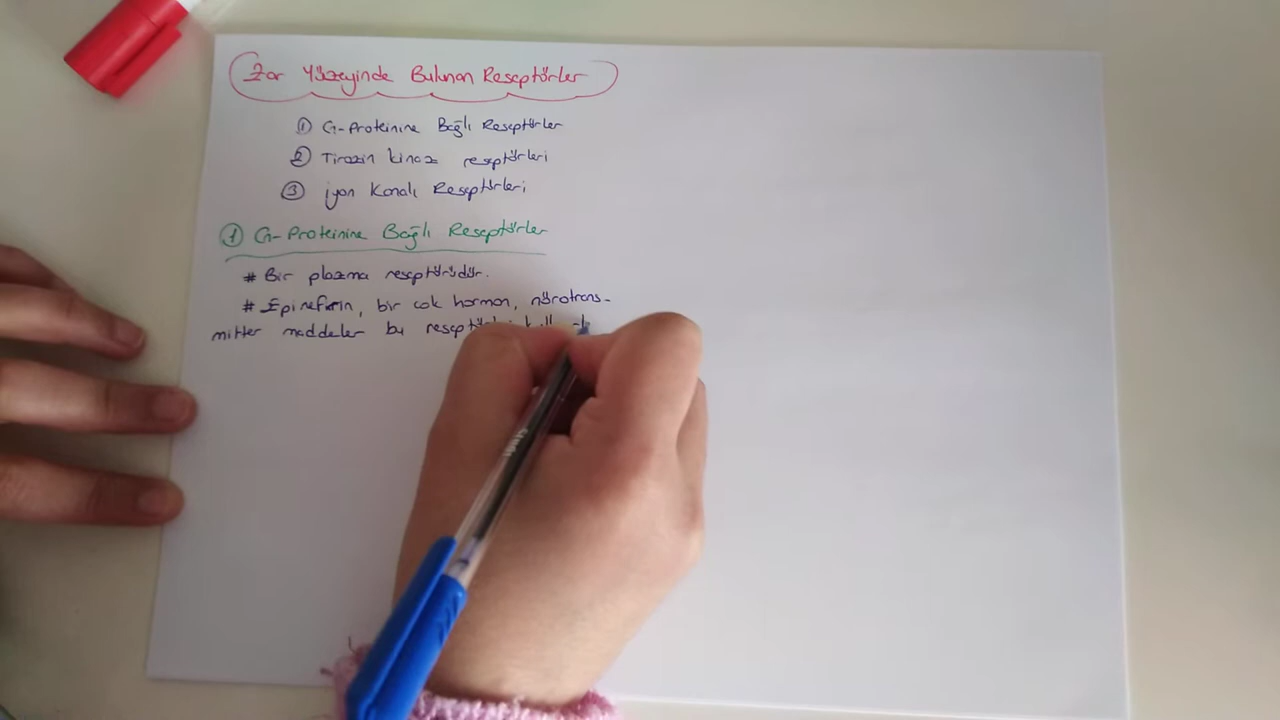 Zar Yüzeyinde Bulunan Reseptörler
① G-Proteinine Bağlı Reseptörler
② Tirozin kinaz reseptörleri
③ iyon Kanalı Reseptörleri
① G-Proteinine Bağlı Reseptörler
# Bir plazma reseptörüdür.
# Epinefrin, bir çok hormon, nörotrans-
mitter maddeler bu